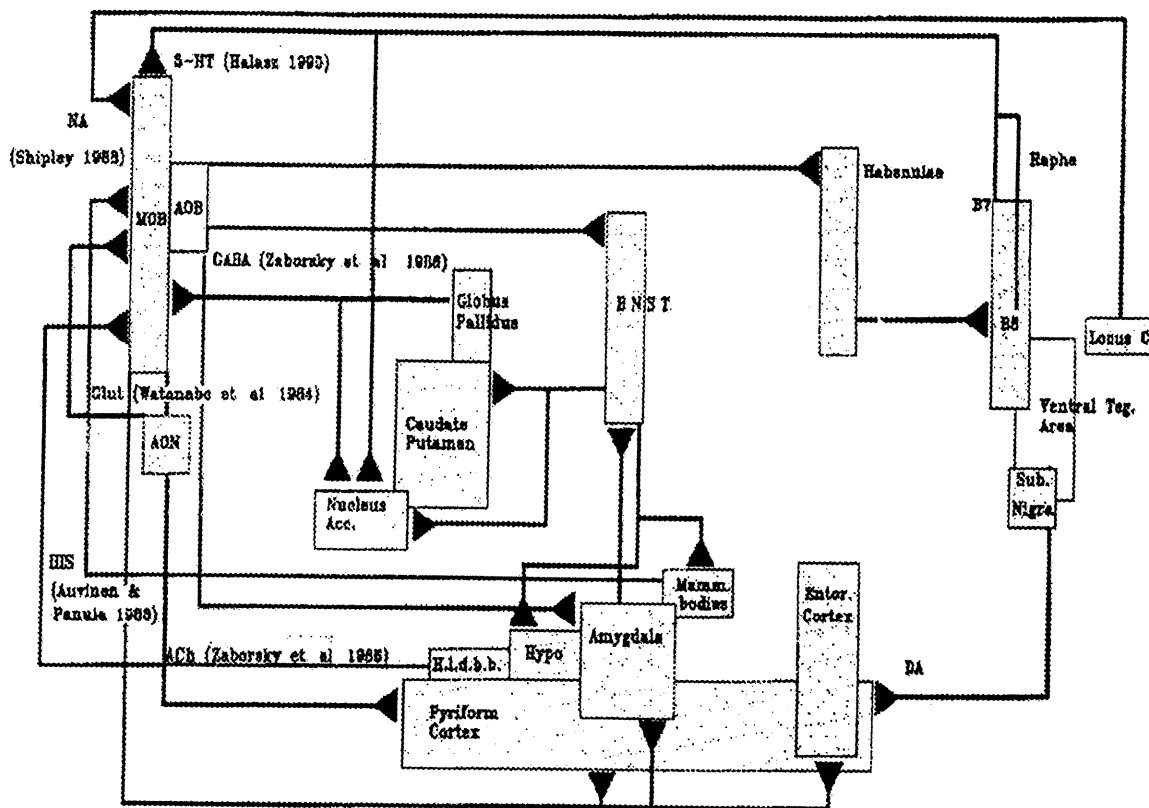 5-HT (Halasz 1990)
NA
(Shipley 1985)
MOB
AOB
Habenulae
Raphe
B7
GABA (Zaborsky et al 1986)
Globus
Pallidus
B N S T.
B8
Locus C
Glut (Watanabe et al 1984)
AON
Caudate
Putamen
Ventral Teg.
Area
Sub.
Nigra
Nucleus
Acc.
HIS
(Auvinen &
Panula 1988)
Mamm.
bodies
Entor.
Cortex
Amygdala
Hypo
ACh (Zaborsky et al 1986)
H.l.d.b.b.
DA
Pyriform
Cortex